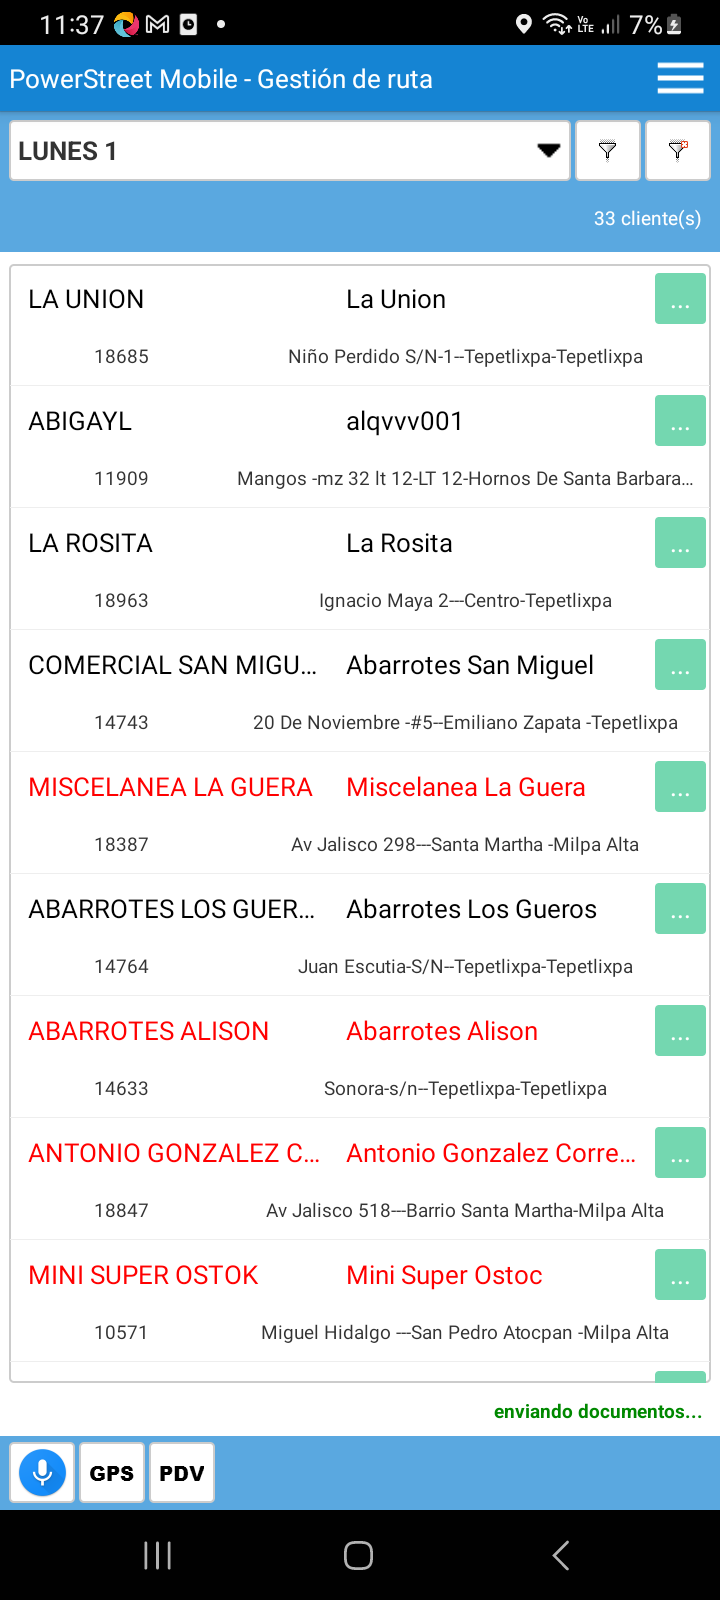 11:37
Vo LTE 7%
PowerStreet Mobile - Gestión de ruta
LUNES 1
33 cliente(s)
LA UNION La Union ...
18685 Niño Perdido S/N-1--Tepetlixpa-Tepetlixpa
ABIGAYL alqvvv001 ...
11909 Mangos -mz 32 lt 12-LT 12-Hornos De Santa Barbara...
LA ROSITA La Rosita ...
18963 Ignacio Maya 2---Centro-Tepetlixpa
COMERCIAL SAN MIGU... Abarrotes San Miguel ...
14743 20 De Noviembre -#5--Emiliano Zapata -Tepetlixpa
MISCELANEA LA GUERA Miscelanea La Guera ...
18387 Av Jalisco 298---Santa Martha -Milpa Alta
ABARROTES LOS GUER... Abarrotes Los Gueros ...
14764 Juan Escutia-S/N--Tepetlixpa-Tepetlixpa
ABARROTES ALISON Abarrotes Alison ...
14633 Sonora-s/n--Tepetlixpa-Tepetlixpa
ANTONIO GONZALEZ C... Antonio Gonzalez Corre... ...
18847 Av Jalisco 518---Barrio Santa Martha-Milpa Alta
MINI SUPER OSTOK Mini Super Ostoc ...
10571 Miguel Hidalgo ---San Pedro Atocpan -Milpa Alta
enviando documentos...
GPS PDV